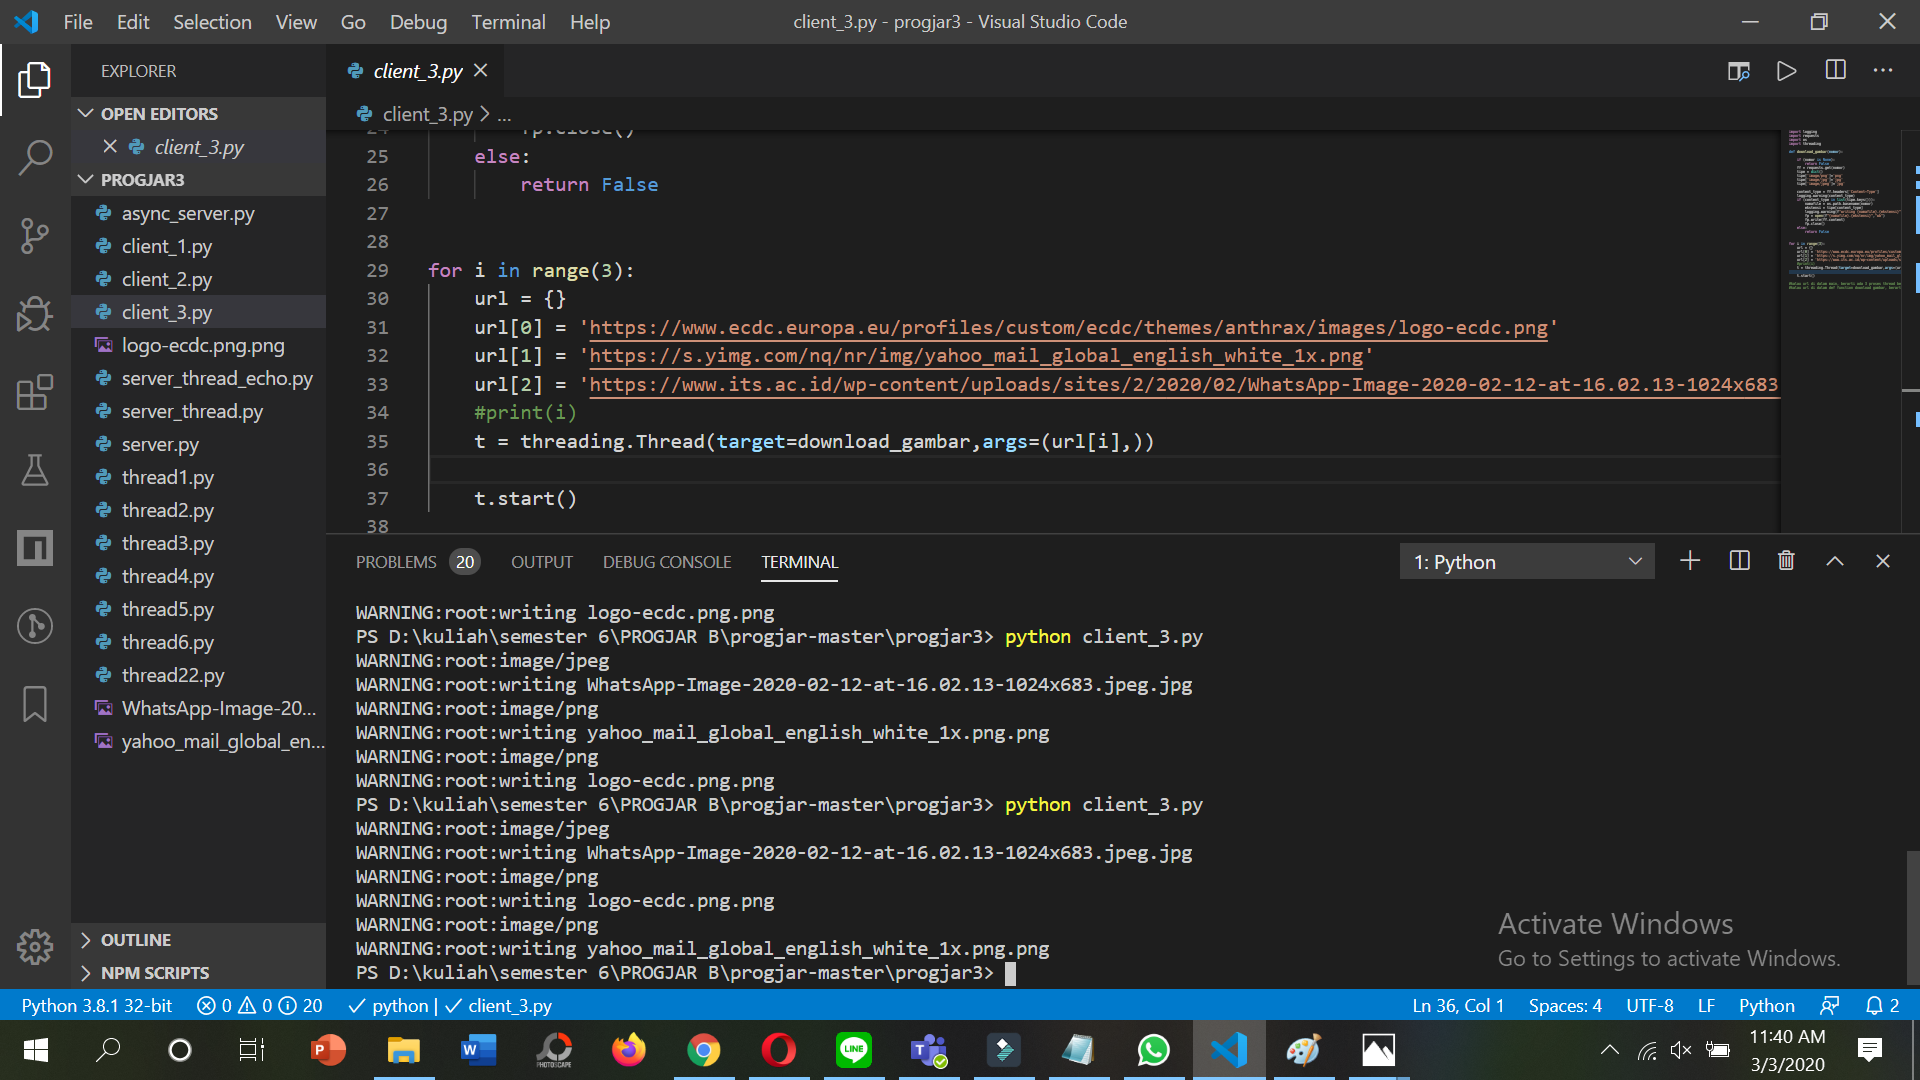 File Edit Selection View Go Debug Terminal Help
client_3.py - progjar3 - Visual Studio Code
EXPLORER
OPEN EDITORS
client_3.py
PROGJAR3
async_server.py
client_1.py
client_2.py
client_3.py
logo-ecdc.png.png
server_thread_echo.py
server_thread.py
server.py
thread1.py
thread2.py
thread3.py
thread4.py
thread5.py
thread6.py
thread22.py
WhatsApp-Image-20...
yahoo_mail_global_en...
OUTLINE
NPM SCRIPTS
client_3.py
client_3.py > ...
24 fp.close()
25 else:
26 return False
27
28
29 for i in range(3):
30 url = {}
31 url[0] = 'https://www.ecdc.europa.eu/profiles/custom/ecdc/themes/anthrax/images/logo-ecdc.png'
32 url[1] = 'https://s.yimg.com/nq/nr/img/yahoo_mail_global_english_white_1x.png'
33 url[2] = 'https://www.its.ac.id/wp-content/uploads/sites/2/2020/02/WhatsApp-Image-2020-02-12-at-16.02.13-1024x683
34 #print(i)
35 t = threading.Thread(target=download_gambar,args=(url[i],))
36
37 t.start()
38
PROBLEMS 20 OUTPUT DEBUG CONSOLE TERMINAL
1: Python
WARNING:root:writing logo-ecdc.png.png
PS D:\kuliah\semester 6\PROGJAR B\progjar-master\progjar3> python client_3.py
WARNING:root:image/jpeg
WARNING:root:writing WhatsApp-Image-2020-02-12-at-16.02.13-1024x683.jpeg.jpg
WARNING:root:image/png
WARNING:root:writing yahoo_mail_global_english_white_1x.png.png
WARNING:root:image/png
WARNING:root:writing logo-ecdc.png.png
PS D:\kuliah\semester 6\PROGJAR B\progjar-master\progjar3> python client_3.py
WARNING:root:image/jpeg
WARNING:root:writing WhatsApp-Image-2020-02-12-at-16.02.13-1024x683.jpeg.jpg
WARNING:root:image/png
WARNING:root:writing logo-ecdc.png.png
WARNING:root:image/png
WARNING:root:writing yahoo_mail_global_english_white_1x.png.png
PS D:\kuliah\semester 6\PROGJAR B\progjar-master\progjar3>
Activate Windows
Go to Settings to activate Windows.
Python 3.8.1 32-bit 0 0 20 python | client_3.py
Ln 36, Col 1 Spaces: 4 UTF-8 LF Python 2
LINE
PHOTOSCAPE
11:40 AM
3/3/2020